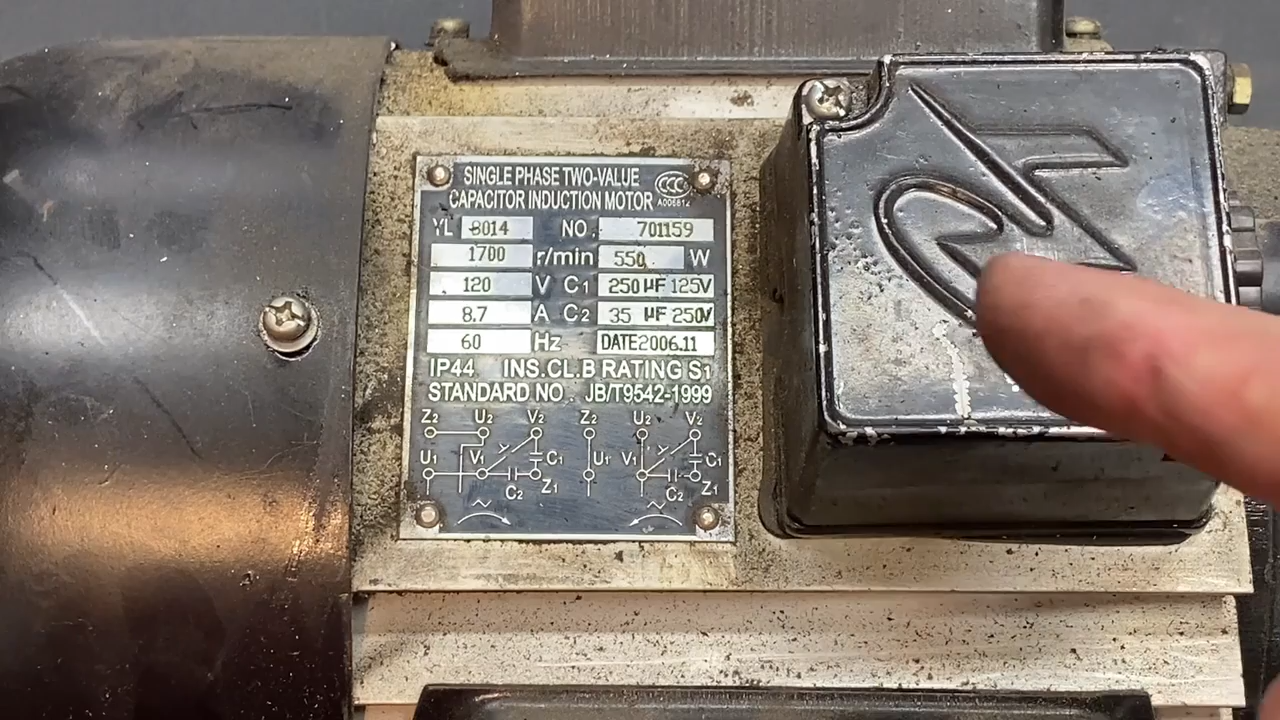 SINGLE PHASE TWO-VALUE
CAPACITOR INDUCTION MOTOR
CCC
A006612
YL 8014 NO. 701159
1700 r/min 550 W
120 V C1 250 µF 125V
8.7 A C2 35 µF 250V
60 Hz DATE2006.11
IP44 INS.CL.B RATING S1
STANDARD NO. JB/T9542-1999
Z2 U2 V2 Z2 U2 V2
U1 V1 C1 U1 V1 C1
C2 Z1 C2 Z1